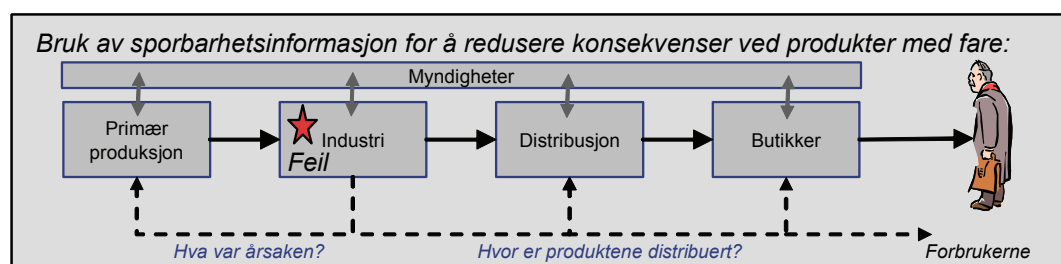 Bruk av sporbarhetsinformasjon for å redusere konsekvenser ved produkter med fare:
Myndigheter
Primær
produksjon
Industri
Feil
Distribusjon
Butikker
Hva var årsaken?
Hvor er produktene distribuert?
Forbrukerne